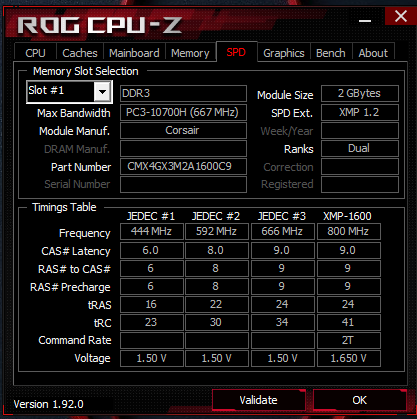 ROG CPU-Z
CPU Caches Mainboard Memory SPD Graphics Bench About
Memory Slot Selection
Slot #1 DDR3 Module Size 2 GBytes
Max Bandwidth PC3-10700H (667 MHz) SPD Ext. XMP 1.2
Module Manuf. Corsair Week/Year
DRAM Manuf. Ranks Dual
Part Number CMX4GX3M2A1600C9 Correction
Serial Number Registered
Timings Table
JEDEC #1 JEDEC #2 JEDEC #3 XMP-1600
Frequency 444 MHz 592 MHz 666 MHz 800 MHz
CAS# Latency 6.0 8.0 9.0 9.0
RAS# to CAS# 6 8 9 9
RAS# Precharge 6 8 9 9
tRAS 16 22 24 24
tRC 23 30 34 41
Command Rate 2T
Voltage 1.50 V 1.50 V 1.50 V 1.650 V
Version 1.92.0 Validate OK